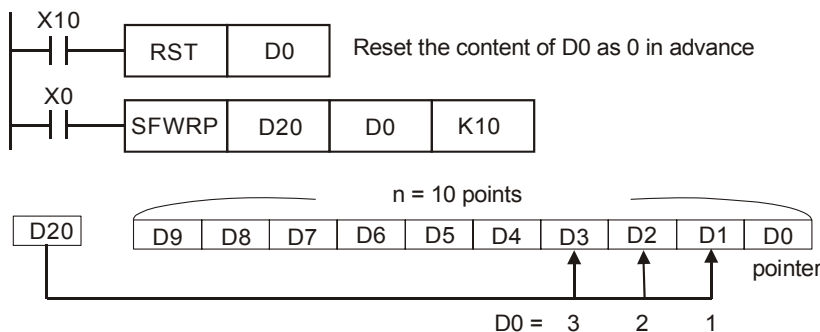 X10
RST D0 Reset the content of D0 as 0 in advance
X0
SFWRP D20 D0 K10
n = 10 points
D20 D9 D8 D7 D6 D5 D4 D3 D2 D1 D0
pointer
D0 = 3 2 1